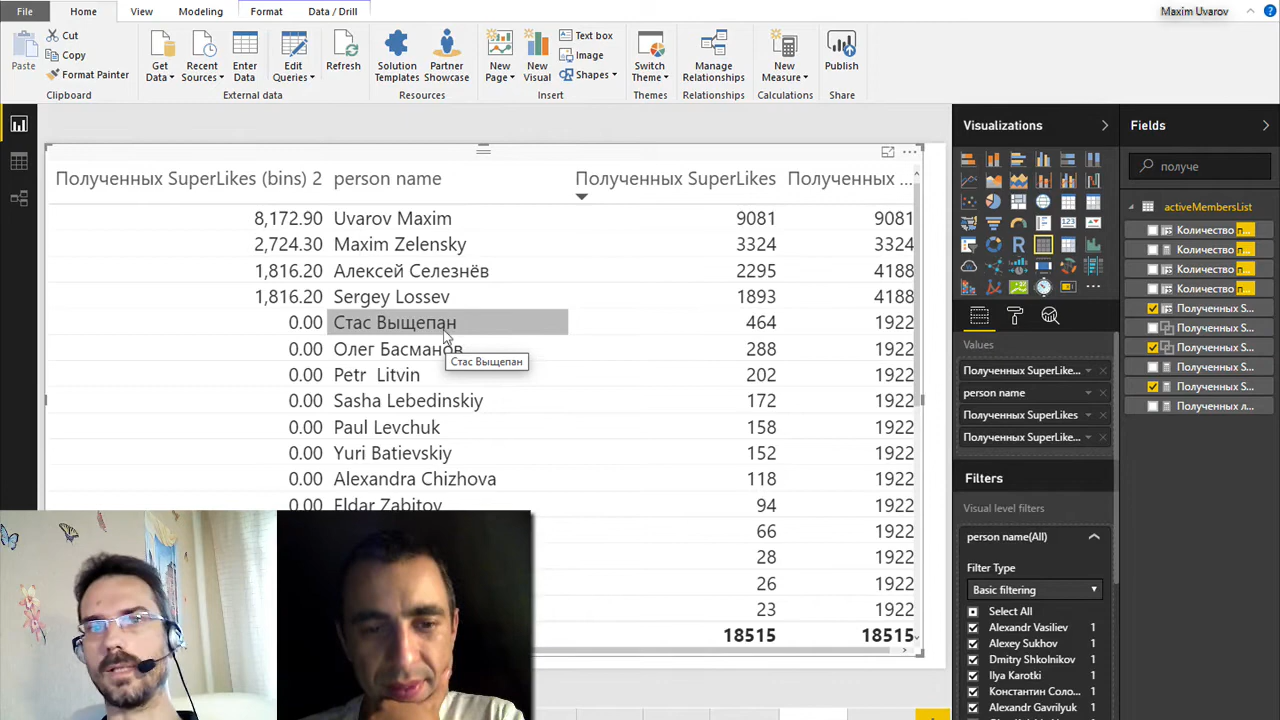 File Home View Modeling Format Data / Drill Maxim Uvarov
Cut
Copy
Format Painter
Paste
Get Data
Recent Sources
Enter Data
Edit Queries
Refresh
Solution Templates
Partner Showcase
New Page
New Visual
Text box
Image
Shapes
Switch Theme
Manage Relationships
New Measure
Publish
Clipboard External data Resources Insert Themes Relationships Calculations Share
Полученных SuperLikes (bins) 2 person name Полученных SuperLikes Полученных ...
8,172.90 Uvarov Maxim 9081 9081
2,724.30 Maxim Zelensky 3324 3324
1,816.20 Алексей Селезнёв 2295 4188
1,816.20 Sergey Lossev 1893 4188
0.00 Стас Выщепан 464 1922
0.00 Олег Басманов 288 1922
Стас Выщепан
0.00 Petr Litvin 202 1922
0.00 Sasha Lebedinskiy 172 1922
0.00 Paul Levchuk 158 1922
0.00 Yuri Batievskiy 152 1922
0.00 Alexandra Chizhova 118 1922
0.00 Eldar Zabitov 94 1922
66 1922
28 1922
26 1922
23 1922
18515 18515
Visualizations
Values
Полученных SuperLike...
person name
Полученных SuperLikes
Полученных SuperLike...
Filters
Visual level filters
person name(All)
Filter Type
Basic filtering
Select All
Alexandr Vasiliev 1
Alexey Sukhov 1
Dmitry Shkolnikov 1
Ilya Karotki 1
Константин Соло... 1
Alexandr Gavrilyuk 1
Fields
получе
activeMembersList
Количество п...
Количество п...
Количество п...
Количество п...
Полученных S...
Полученных S...
Полученных S...
Полученных S...
Полученных S...
Полученных л...